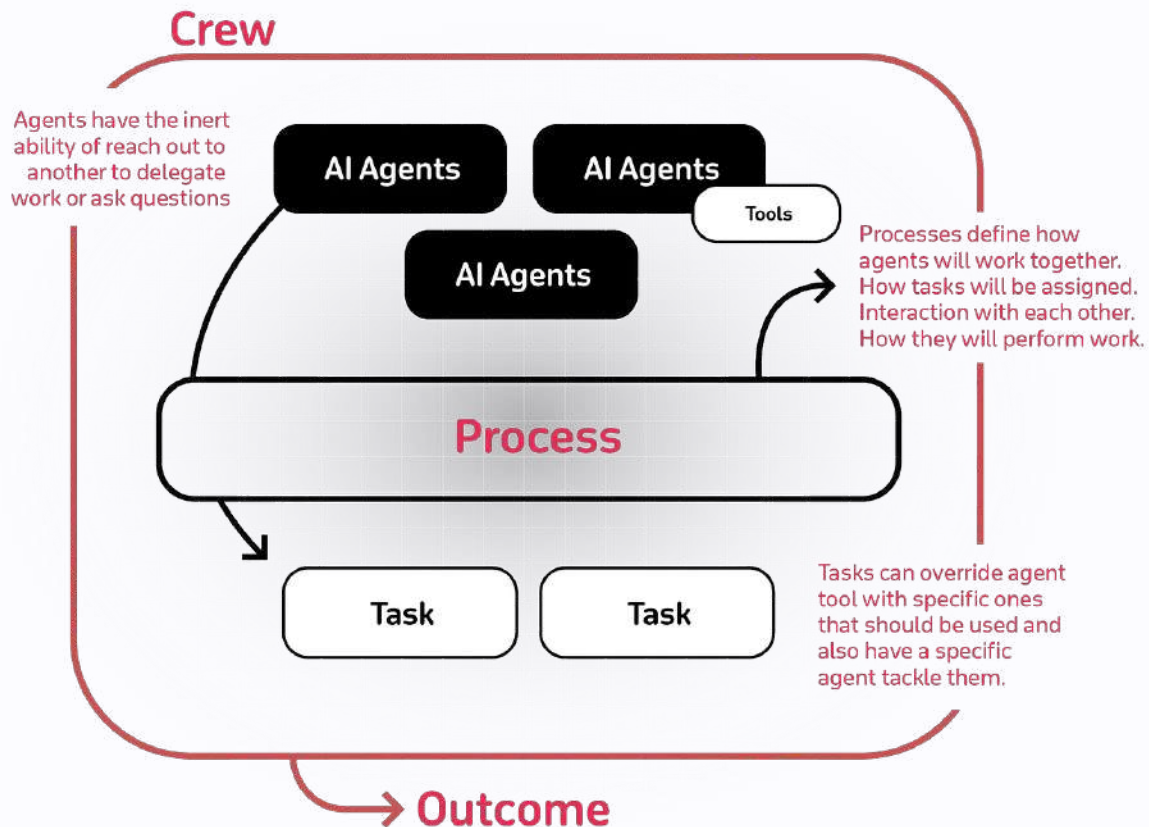 Crew
Agents have the inert
ability of reach out to
another to delegate
work or ask questions
AI Agents
AI Agents
Tools
AI Agents
Processes define how
agents will work together.
How tasks will be assigned.
Interaction with each other.
How they will perform work.
Process
Task
Task
Tasks can override agent
tool with specific ones
that should be used and
also have a specific
agent tackle them.
Outcome